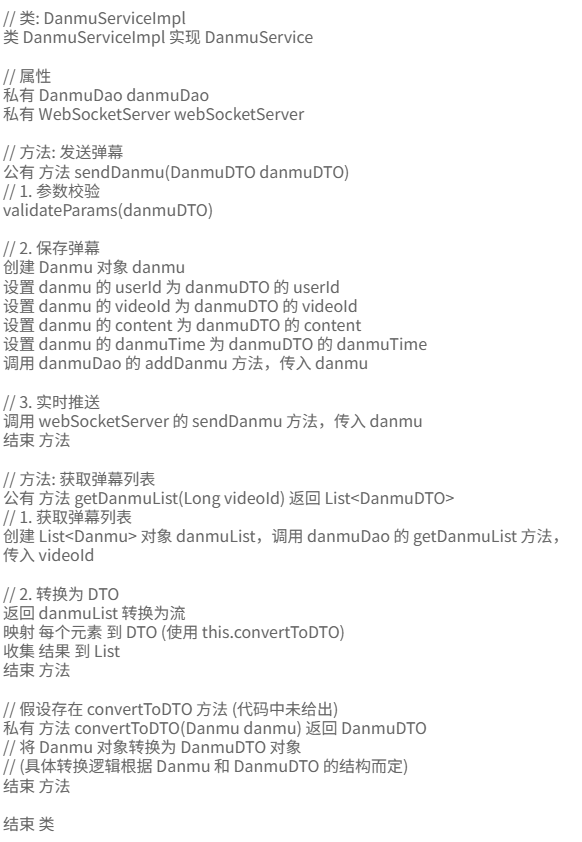 // 类: DanmuServiceImpl
类 DanmuServiceImpl 实现 DanmuService
// 属性
私有 DanmuDao danmuDao
私有 WebSocketServer webSocketServer
// 方法: 发送弹幕
公有 方法 sendDanmu(DanmuDTO danmuDTO)
// 1. 参数校验
validateParams(danmuDTO)
// 2. 保存弹幕
创建 Danmu 对象 danmu
设置 danmu 的 userId 为 danmuDTO 的 userId
设置 danmu 的 videoId 为 danmuDTO 的 videoId
设置 danmu 的 content 为 danmuDTO 的 content
设置 danmu 的 danmuTime 为 danmuDTO 的 danmuTime
调用 danmuDao 的 addDanmu 方法，传入 danmu
// 3. 实时推送
调用 webSocketServer 的 sendDanmu 方法，传入 danmu
结束 方法
// 方法: 获取弹幕列表
公有 方法 getDanmuList(Long videoId) 返回 List<DanmuDTO>
// 1. 获取弹幕列表
创建 List<Danmu> 对象 danmuList，调用 danmuDao 的 getDanmuList 方法，
传入 videoId
// 2. 转换为 DTO
返回 danmuList 转换为流
映射 每个元素 到 DTO (使用 this.convertToDTO)
收集 结果 到 List
结束 方法
// 假设存在 convertToDTO 方法 (代码中未给出)
私有 方法 convertToDTO(Danmu danmu) 返回 DanmuDTO
// 将 Danmu 对象转换为 DanmuDTO 对象
// (具体转换逻辑根据 Danmu 和 DanmuDTO 的结构而定)
结束 方法
结束 类